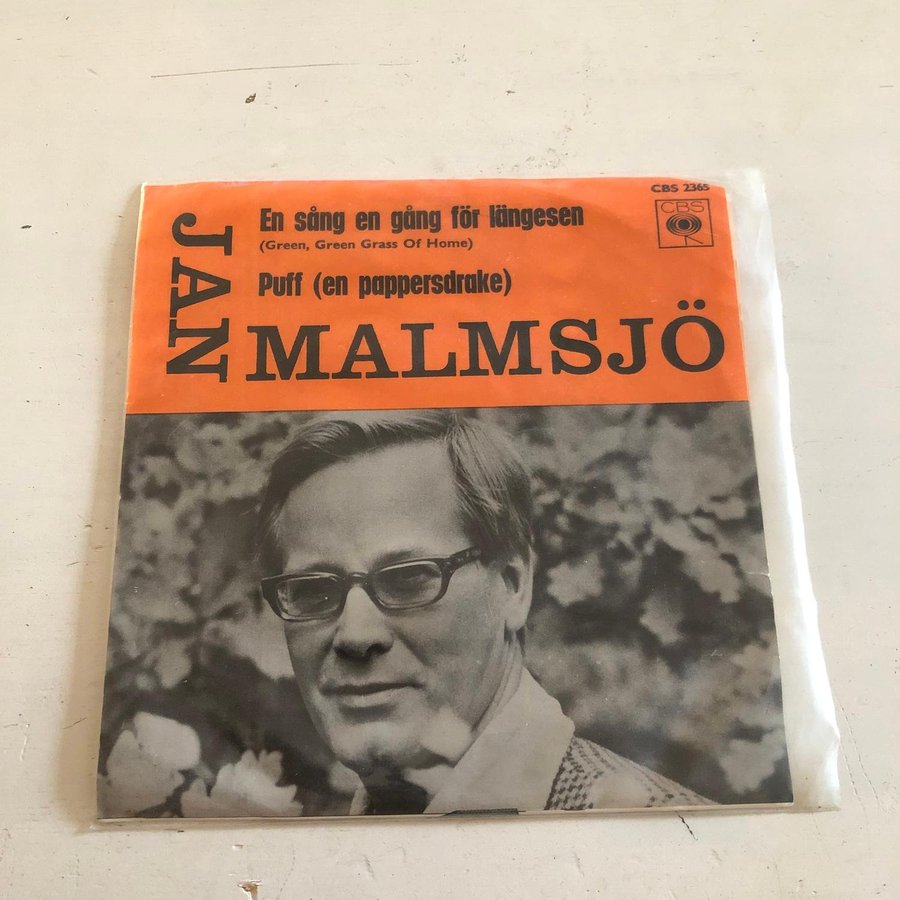 CBS 2365
CBS
En sång en gång för längesen
(Green, Green Grass Of Home)
Puff (en pappersdrake)
JAN
MALMSJÖ